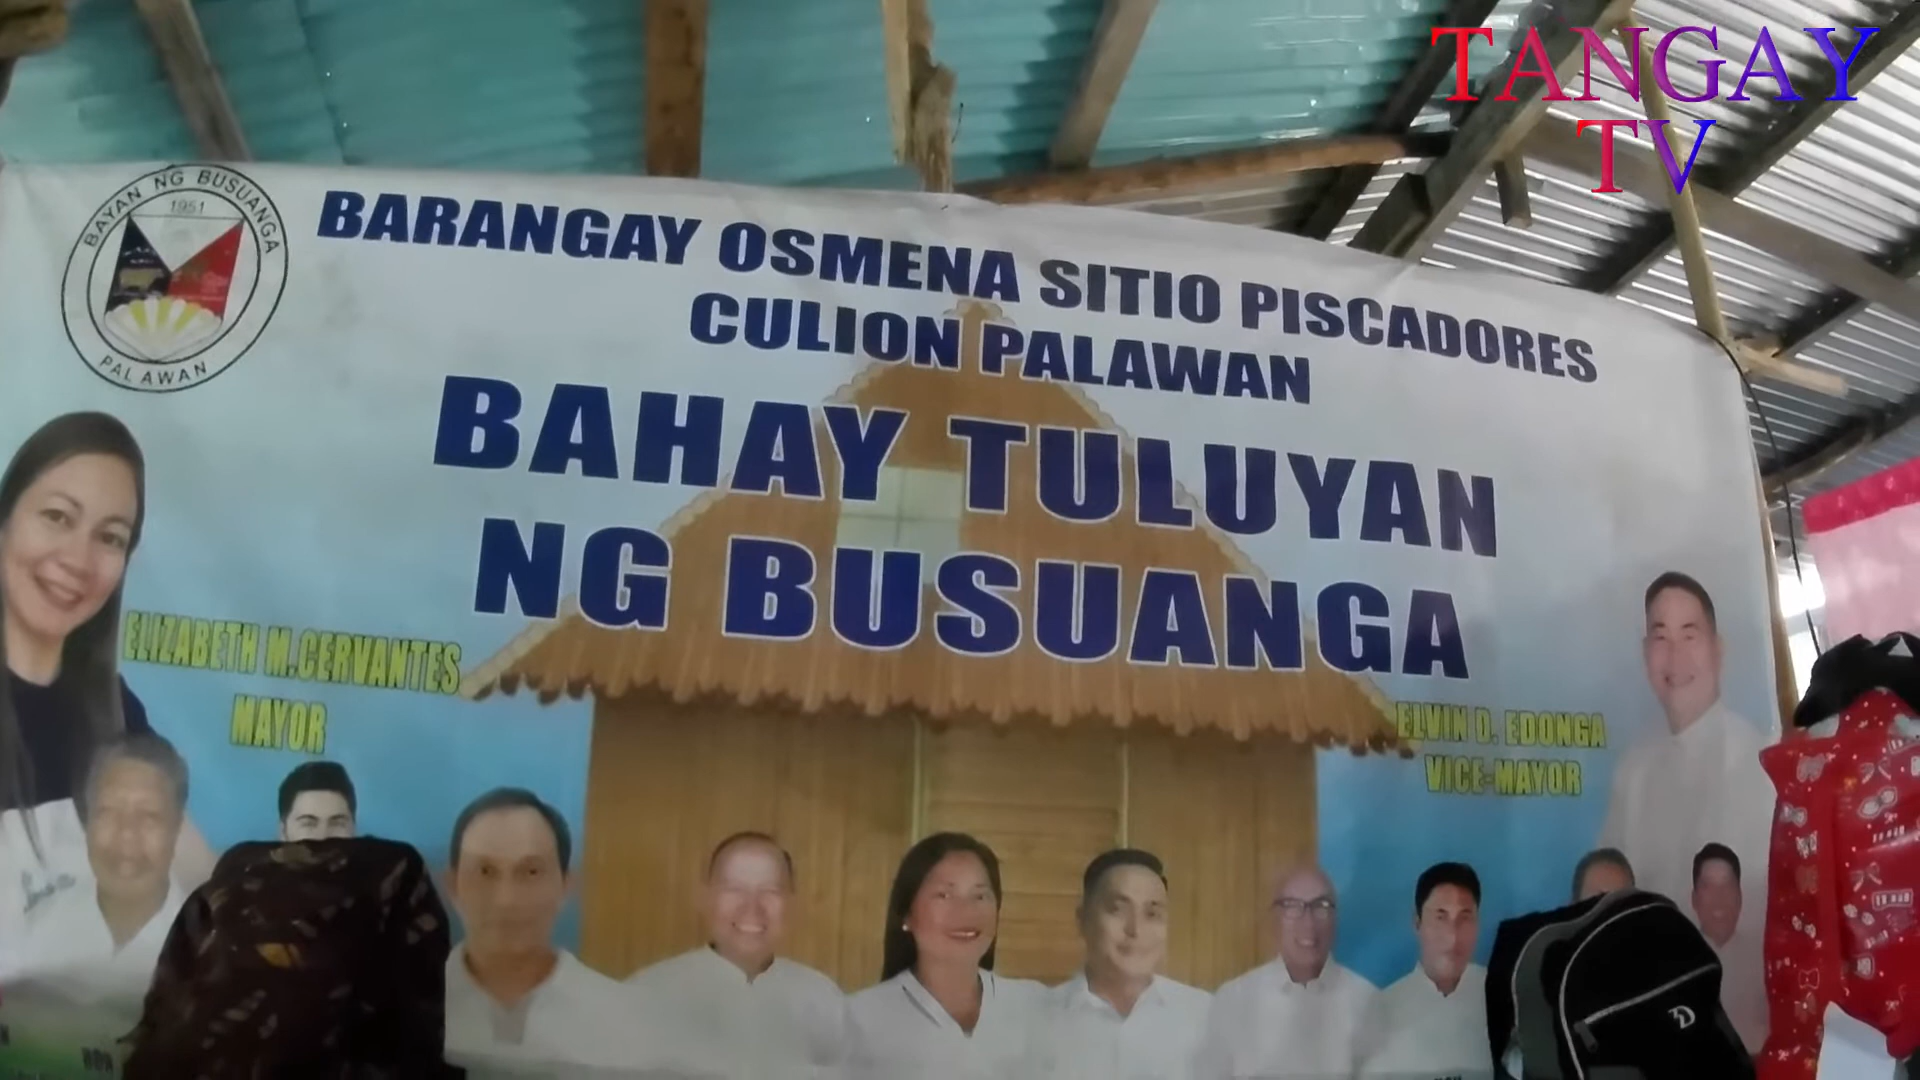 TANGAY
TV
BAYAN NG BUSUANGA
1951
PALAWAN
BARANGAY OSMENA SITIO PISCADORES
CULION PALAWAN
BAHAY TULUYAN
NG BUSUANGA
ELIZABETH M. CERVANTES
MAYOR
ELVIN D. EDONGA
VICE-MAYOR